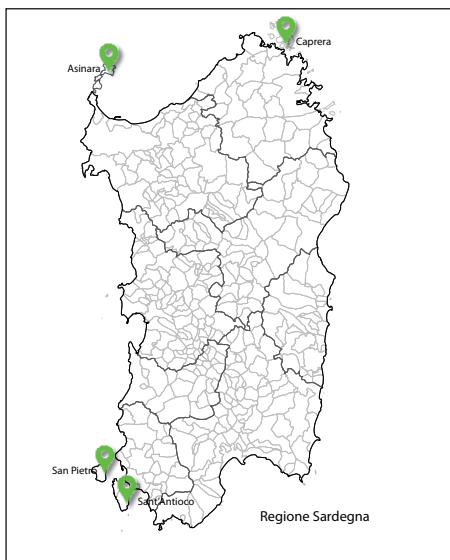 Caprera
Asinara
San Pietro
Sant'Antioco
Regione Sardegna